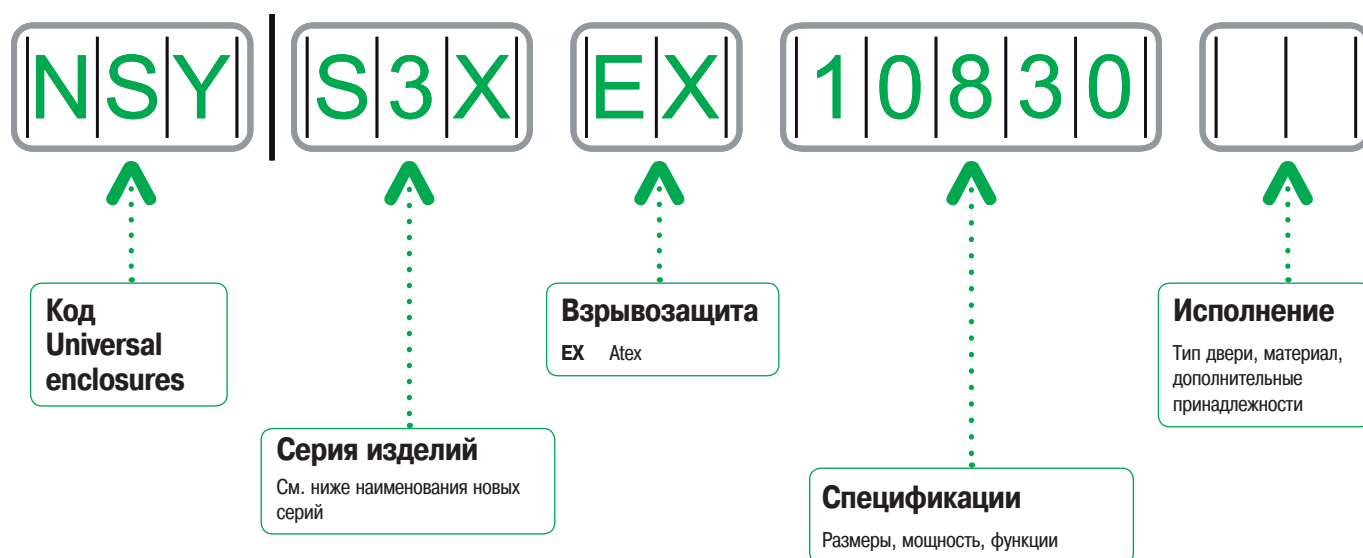 NSY S3X EX 10830
Код
Universal
enclosures
Взрывозащита
EX Atex
Исполнение
Тип двери, материал,
дополнительные
принадлежности
Серия изделий
См. ниже наименования новых
серий
Спецификации
Размеры, мощность, функции